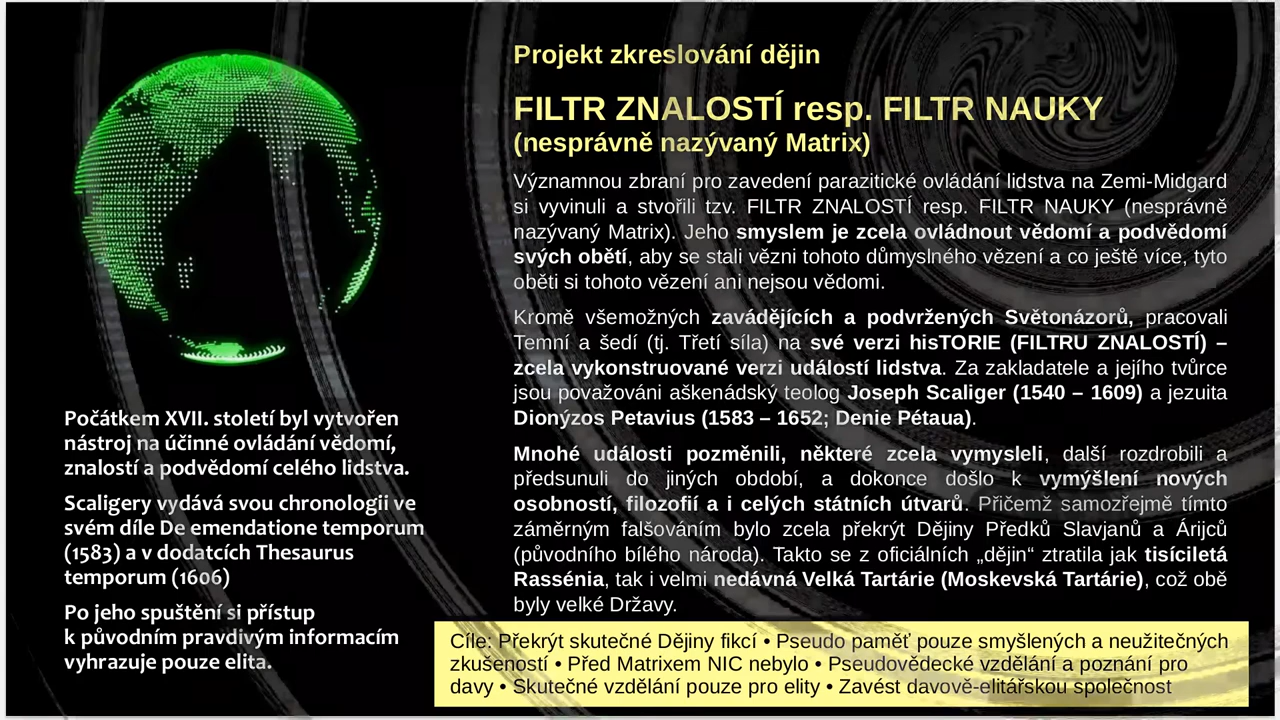 Projekt zkreslování dějin
FILTR ZNALOSTÍ resp. FILTR NAUKY
(nesprávně nazývaný Matrix)
Významnou zbraní pro zavedení parazitické ovládání lidstva na Zemi-Midgard
si vyvinuli a stvořili tzv. FILTR ZNALOSTÍ resp. FILTR NAUKY (nesprávně
nazývaný Matrix). Jeho smyslem je zcela ovládnout vědomí a podvědomí
svých obětí, aby se stali vězni tohoto důmyslného vězení a co ještě více, tyto
oběti si tohoto vězení ani nejsou vědomi.
Kromě všemožných zavádějících a podvržených Světonázorů, pracovali
Temní a šedí (tj. Třetí síla) na své verzi hisTORIE (FILTRU ZNALOSTÍ) –
zcela vykonstruované verzi událostí lidstva. Za zakladatele a jejího tvůrce
jsou považováni aškenádský teolog Joseph Scaliger (1540 – 1609) a jezuita
Dionýzos Petavius (1583 – 1652; Denie Pétaua).
Mnohé události pozměnili, některé zcela vymysleli, další rozdrobili a
předsunuli do jiných období, a dokonce došlo k vymýšlení nových
osobností, filozofií a i celých státních útvarů. Přičemž samozřejmě tímto
záměrným falšováním bylo zcela překrýt Dějiny Předků Slavjanů a Árijců
(původního bílého národa). Takto se z oficiálních „dějin“ ztratila jak tisíciletá
Rassénia, tak i velmi nedávná Velká Tartárie (Moskevská Tartárie), což obě
byly velké Državy.
Počátkem XVII. století byl vytvořen
nástroj na účinné ovládání vědomí,
znalostí a podvědomí celého lidstva.
Scaligery vydává svou chronologii ve
svém díle De emendatione temporum
(1583) a v dodatcích Thesaurus
temporum (1606)
Po jeho spuštění si přístup
k původním pravdivým informacím
vyhrazuje pouze elita.
Cíle: Překrýt skutečné Dějiny fikcí • Pseudo paměť pouze smyšlených a neužitečných
zkušeností • Před Matrixem NIC nebylo • Pseudovědecké vzdělání a poznání pro
davy • Skutečné vzdělání pouze pro elity • Zavést davově-elitářskou společnost